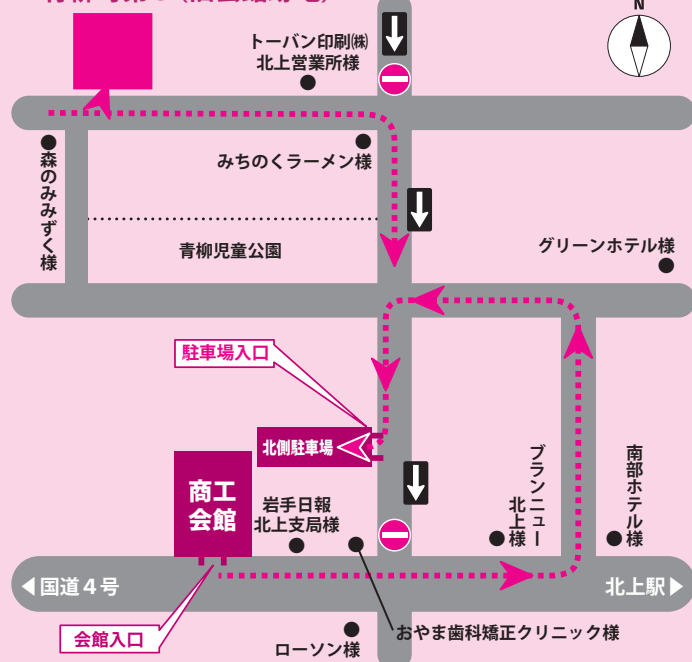 N
トーバン印刷㈱
北上営業所様
みちのくラーメン様
森のみみずく様
青柳児童公園
グリーンホテル様
駐車場入口
北側駐車場
商工
会館
岩手日報
北上支局様
ブランニュー
北上様
南部ホテル様
国道4号
北上駅
会館入口
おやま歯科矯正クリニック様
ローソン様